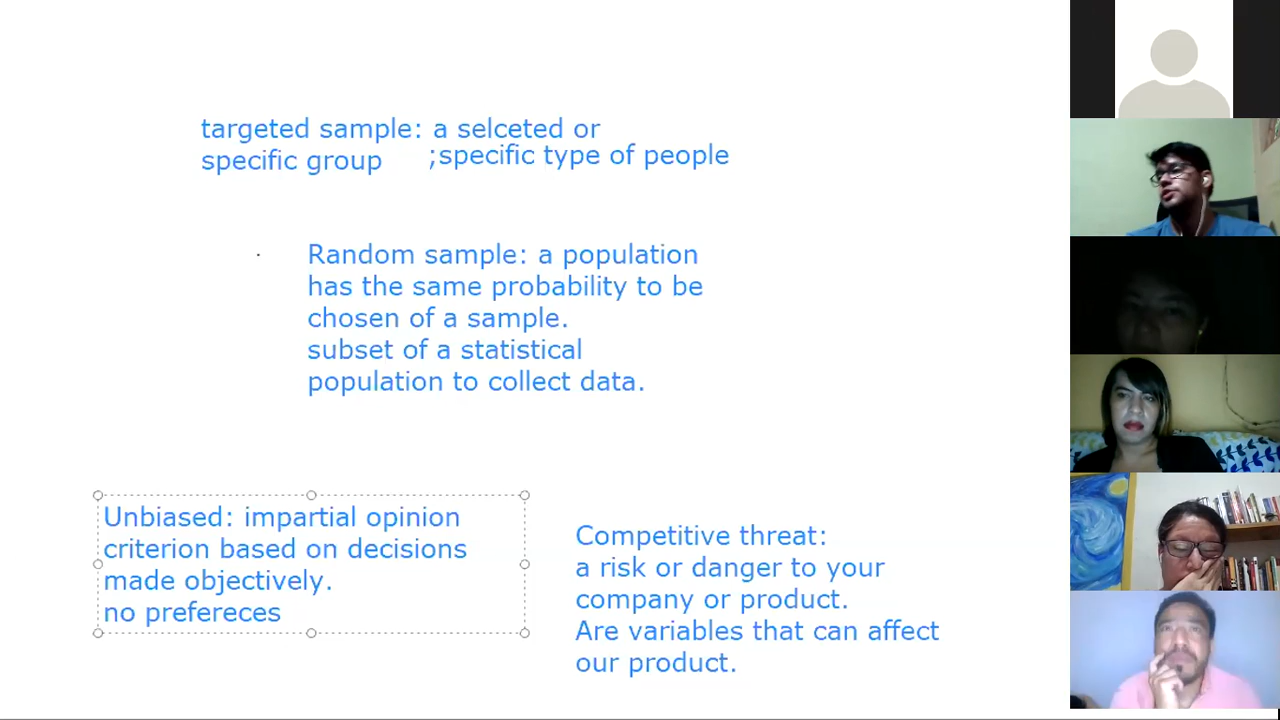 targeted sample: a selceted or
specific group
;specific type of people
Random sample: a population
has the same probability to be
chosen of a sample.
subset of a statistical
population to collect data.
Unbiased: impartial opinion
criterion based on decisions
made objectively.
no prefereces
Competitive threat:
a risk or danger to your
company or product.
Are variables that can affect
our product.